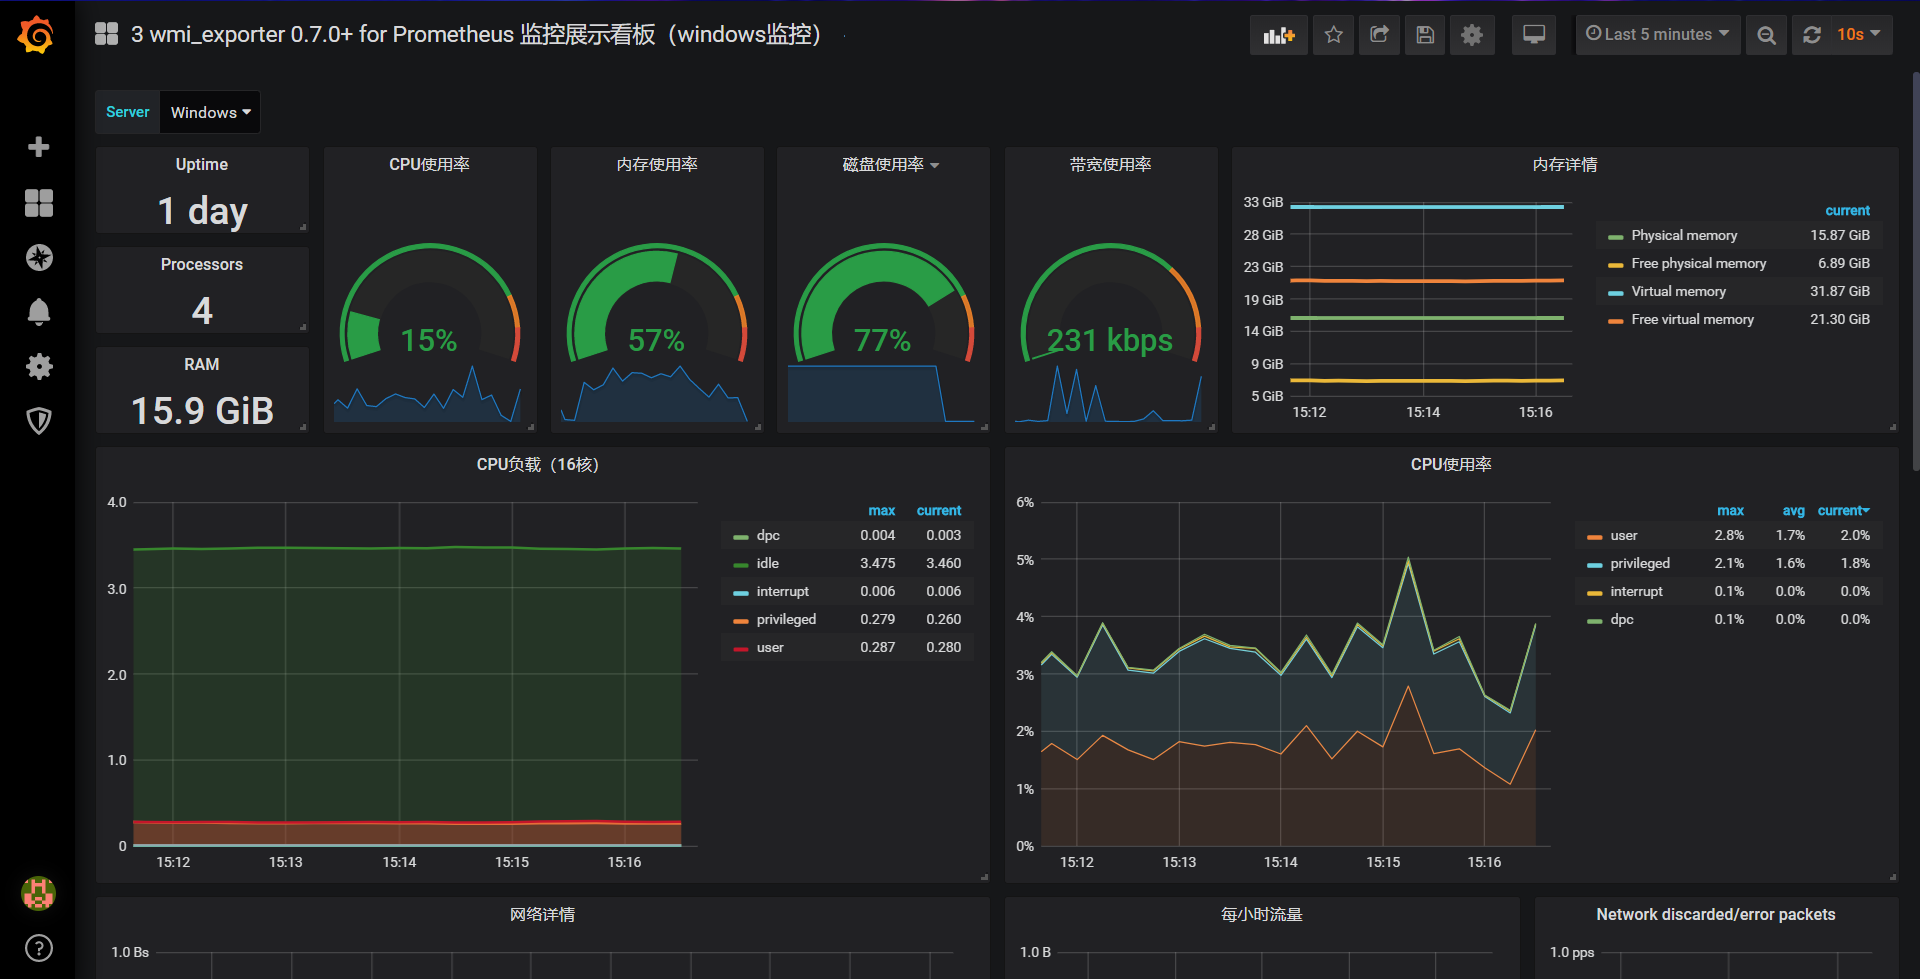 3 wmi_exporter 0.7.0+ for Prometheus 监控展示看板（windows监控）
Last 5 minutes
10s
Server
Windows
Uptime
1 day
Processors
4
RAM
15.9 GiB
CPU使用率
15%
内存使用率
57%
磁盘使用率
77%
带宽使用率
231 kbps
内存详情
33 GiB
28 GiB
23 GiB
19 GiB
14 GiB
9 GiB
5 GiB
15:12 15:14 15:16
current
Physical memory 15.87 GiB
Free physical memory 6.89 GiB
Virtual memory 31.87 GiB
Free virtual memory 21.30 GiB
CPU负载（16核）
4.0
3.0
2.0
1.0
0
15:12 15:13 15:14 15:15 15:16
max current
dpc 0.004 0.003
idle 3.475 3.460
interrupt 0.006 0.006
privileged 0.279 0.260
user 0.287 0.280
CPU使用率
6%
5%
4%
3%
2%
1%
0%
15:12 15:13 15:14 15:15 15:16
max avg current
user 2.8% 1.7% 2.0%
privileged 2.1% 1.6% 1.8%
interrupt 0.1% 0.0% 0.0%
dpc 0.1% 0.0% 0.0%
网络详情
1.0 Bs
每小时流量
1.0 B
Network discarded/error packets
1.0 pps